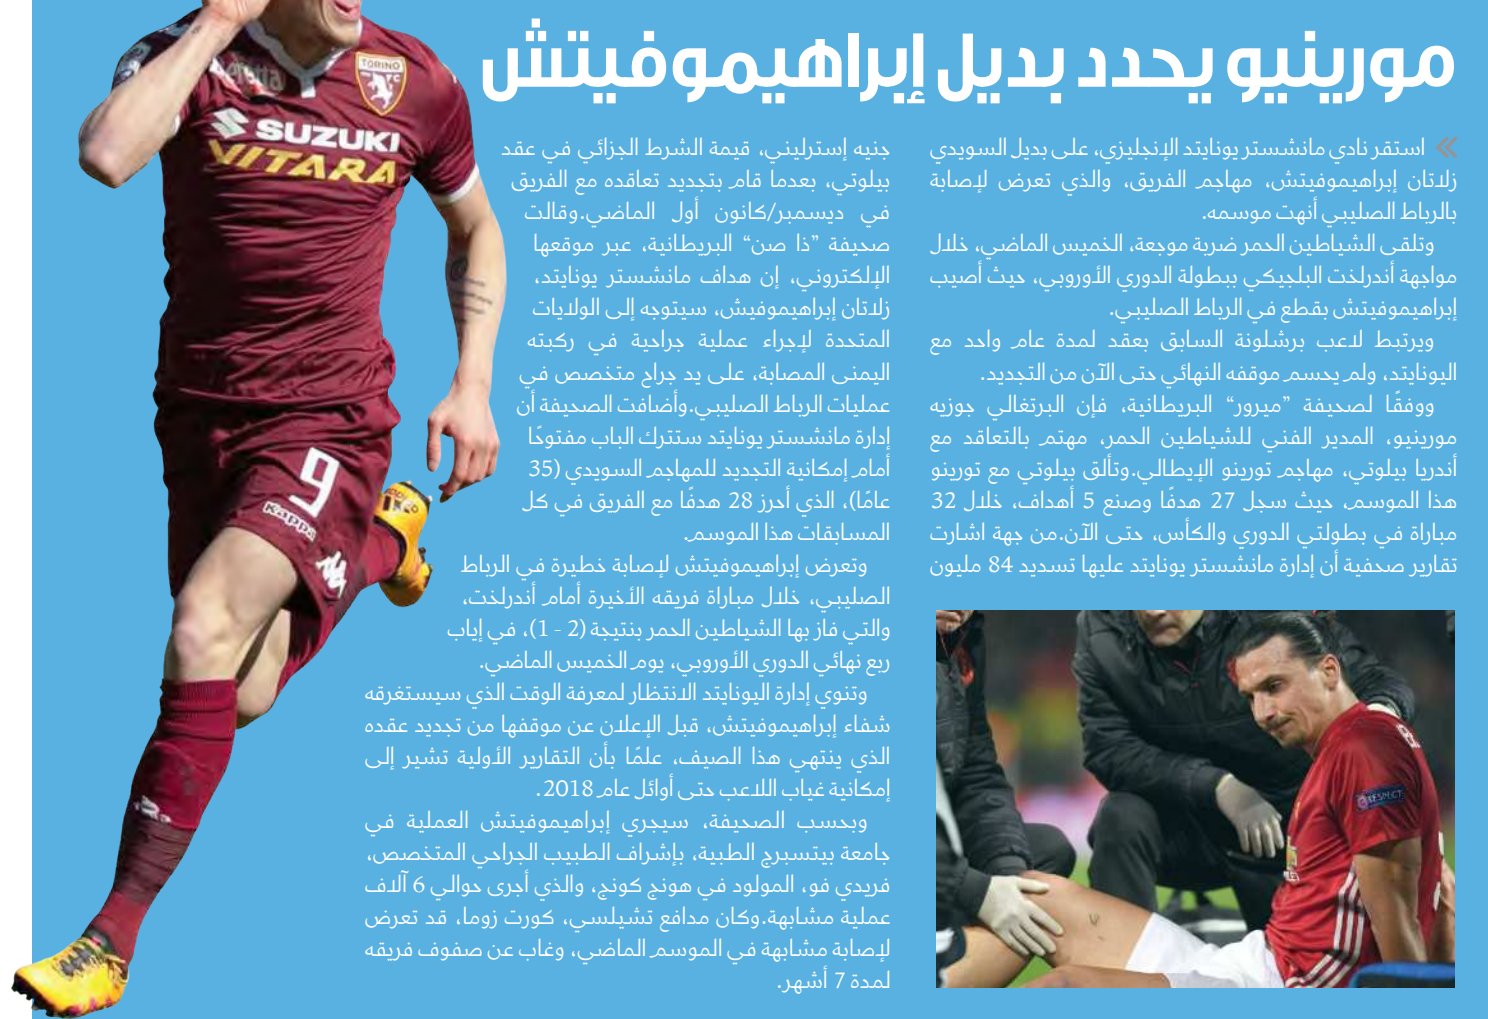 مورينيو يحدد بديل إبراهيموفيتش
استقر نادي مانشستر يونايتد الإنجليزي، على بديل السويدي
زلاتان إبراهيموفيتش، مهاجم الفريق، والذي تعرض لإصابة
بالرباط الصليبي أنهت موسمه.
وتلقى الشياطين الحمر ضربة موجعة، الخميس الماضي، خلال
مواجهة أندرلخت البلجيكي ببطولة الدوري الأوروبي، حيث أصيب
إبراهيموفيتش بقطع في الرباط الصليبي.
ويرتبط لاعب برشلونة السابق بعقد لمدة عام واحد مع
اليونايتد، ولم يحسم موقفه النهائي حتى الآن من التجديد.
ووفقًا لصحيفة ”ميرور“ البريطانية، فإن البرتغالي جوزيه
مورينيو، المدير الفني للشياطين الحمر، مهتم بالتعاقد مع
أندريا بيلوتي، مهاجم تورينو الإيطالي.وتألق بيلوتي مع تورينو
هذا الموسم، حيث سجل 27 هدفًا وصنع 5 أهداف، خلال 32
مباراة في بطولتي الدوري والكأس، حتى الآن.من جهة اشارت
تقارير صحفية أن إدارة مانشستر يونايتد عليها تسديد 84 مليون
جنيه إسترليني، قيمة الشرط الجزائي في عقد
بيلوتي، بعدما قام بتجديد تعاقده مع الفريق
في ديسمبر/كانون أول الماضي.وقالت
صحيفة ”ذا صن“ البريطانية، عبر موقعها
الإلكتروني، إن هداف مانشستر يونايتد،
زلاتان إبراهيموفيش، سيتوجه إلى الولايات
المتحدة لإجراء عملية جراحية في ركبته
اليمنى المصابة، على يد جراح متخصص في
عمليات الرباط الصليبي.وأضافت الصحيفة أن
إدارة مانشستر يونايتد ستترك الباب مفتوحًا
أمام إمكانية التجديد للمهاجم السويدي (35
عامًا)، الذي أحرز 28 هدفًا مع الفريق في كل
المسابقات هذا الموسم.
وتعرض إبراهيموفيتش لإصابة خطيرة في الرباط
الصليبي، خلال مباراة فريقه الأخيرة أمام أندرلخت،
والتي فاز بها الشياطين الحمر بنتيجة (2 - 1)، في إياب
ربع نهائي الدوري الأوروبي، يوم الخميس الماضي.
وتنوي إدارة اليونايتد الانتظار لمعرفة الوقت الذي سيستغرقه
شفاء إبراهيموفيتش، قبل الإعلان عن موقفها من تجديد عقده
الذي ينتهي هذا الصيف، علمًا بأن التقارير الأولية تشير إلى
إمكانية غياب اللاعب حتى أوائل عام 2018.
وبحسب الصحيفة، سيجري إبراهيموفيتش العملية في
جامعة بيتسبرج الطبية، بإشراف الطبيب الجراحي المتخصص،
فريدي فو، المولود في هونج كونج، والذي أجرى حوالي 6 آلاف
عملية مشابهة.وكان مدافع تشيلسي، كورت زوما، قد تعرض
لإصابة مشابهة في الموسم الماضي، وغاب عن صفوف فريقه
لمدة 7 أشهر.
TORINO
FC
SUZUKI
VITARA
9
Kappa
RESPECT